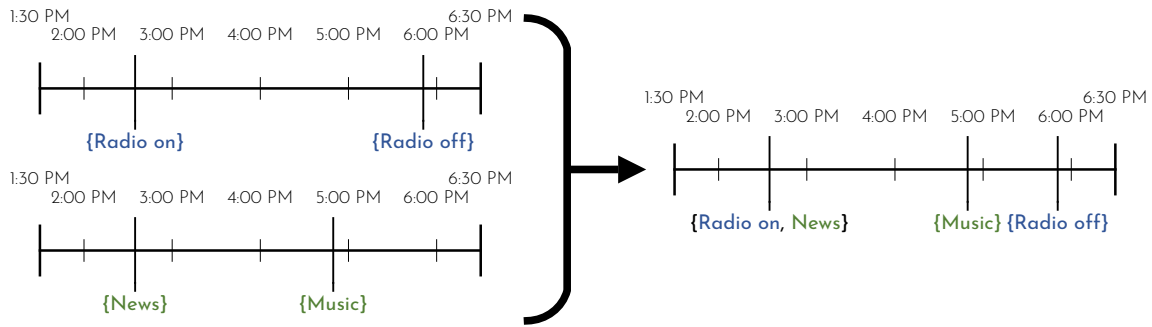 1:30 PM 6:30 PM
2:00 PM 3:00 PM 4:00 PM 5:00 PM 6:00 PM
{Radio on} {Radio off}
1:30 PM 6:30 PM
2:00 PM 3:00 PM 4:00 PM 5:00 PM 6:00 PM
{News} {Music}
1:30 PM 6:30 PM
2:00 PM 3:00 PM 4:00 PM 5:00 PM 6:00 PM
{Radio on, News} {Music} {Radio off}